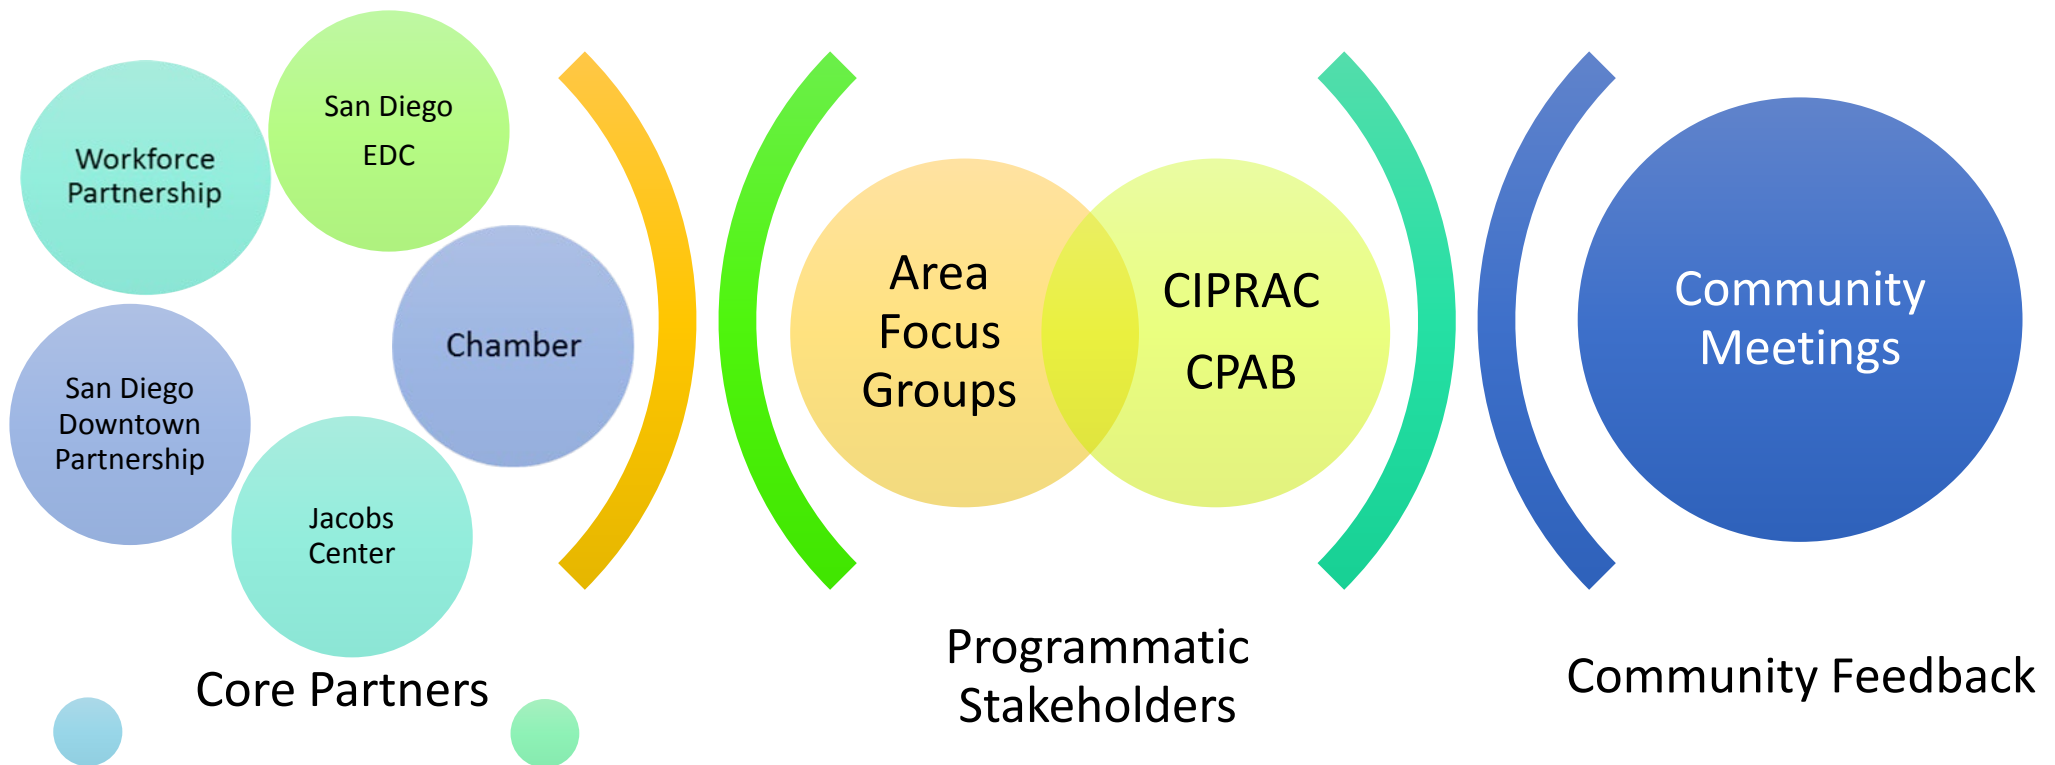 Workforce
Partnership
San Diego
EDC
Chamber
San Diego
Downtown
Partnership
Jacobs
Center
Core Partners
Area
Focus
Groups
CIPRAC
CPAB
Programmatic
Stakeholders
Community
Meetings
Community Feedback